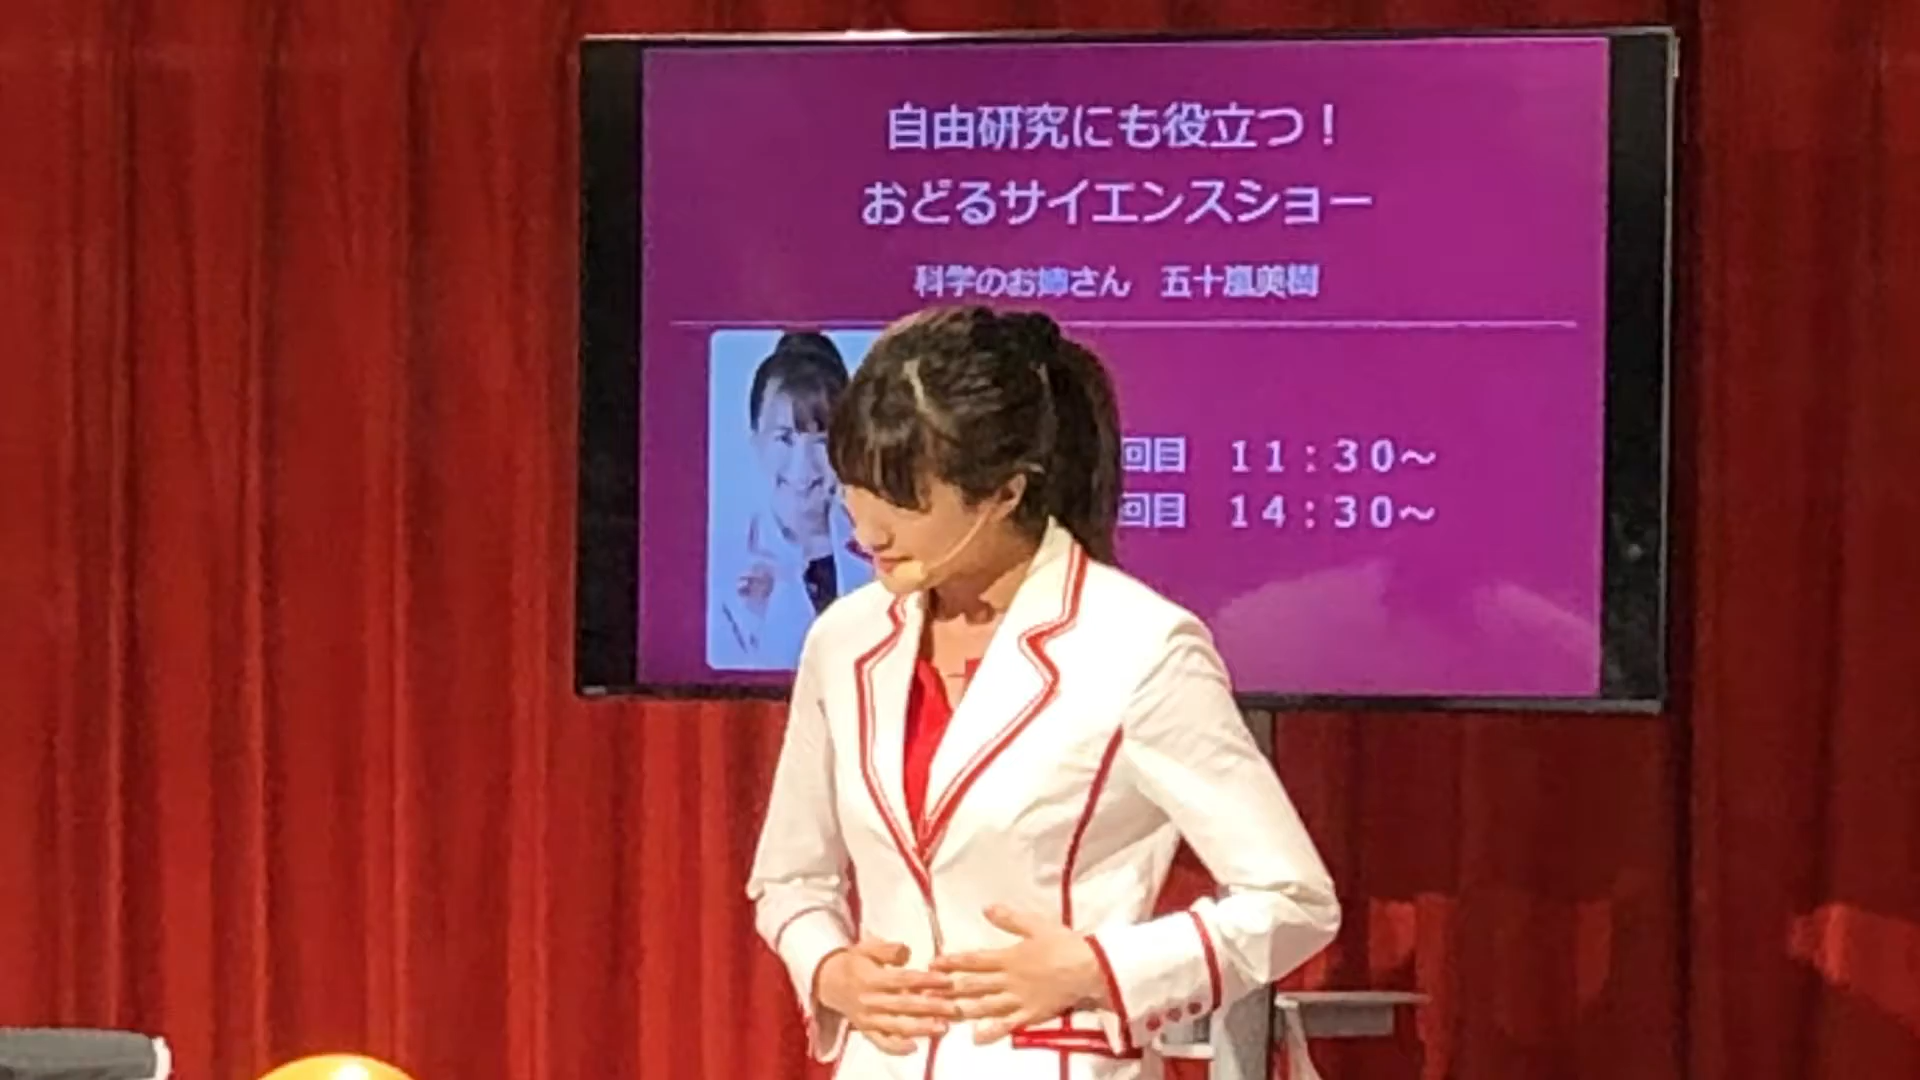 自由研究にも役立つ!
おどるサイエンスショー
科学のお姉さん 五十嵐美樹
回目 11:30~
回目 14:30~